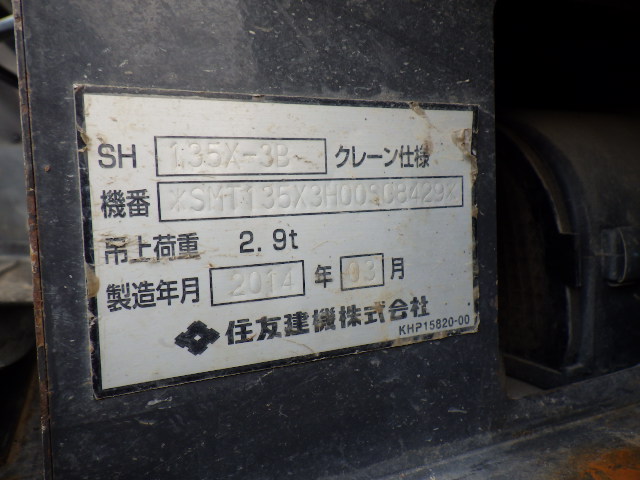 SH 135X-3B クレーン仕様
機番 *SMT135X3H00SC8429*
吊上荷重 2.9t
製造年月 2014 年 03 月
住友建機株式会社
KHP15820-00